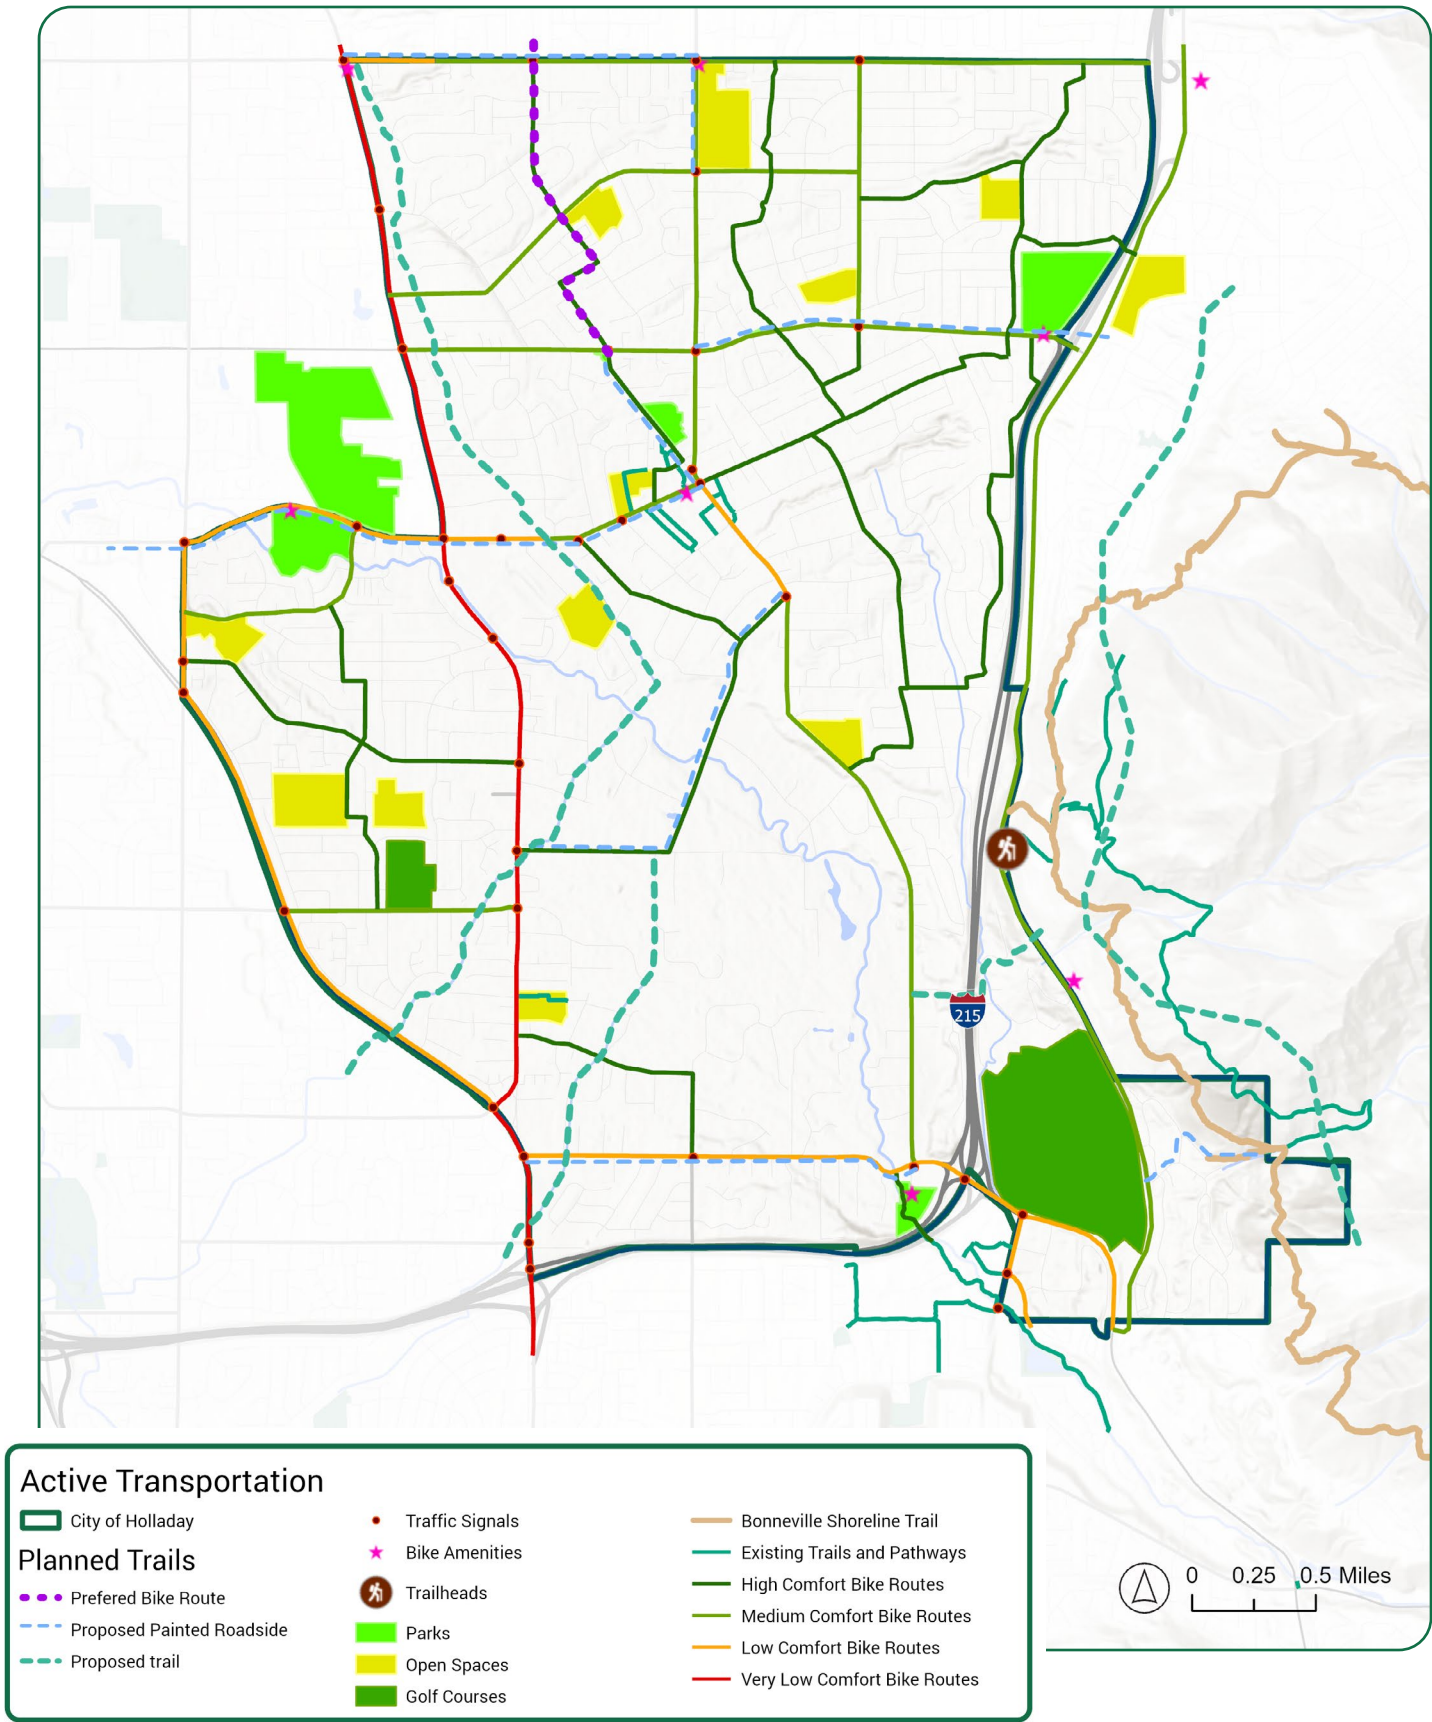 215
Active Transportation
City of Holladay
Planned Trails
Prefered Bike Route
Proposed Painted Roadside
Proposed trail
Traffic Signals
Bike Amenities
Trailheads
Parks
Open Spaces
Golf Courses
Bonneville Shoreline Trail
Existing Trails and Pathways
High Comfort Bike Routes
Medium Comfort Bike Routes
Low Comfort Bike Routes
Very Low Comfort Bike Routes
0 0.25 0.5 Miles